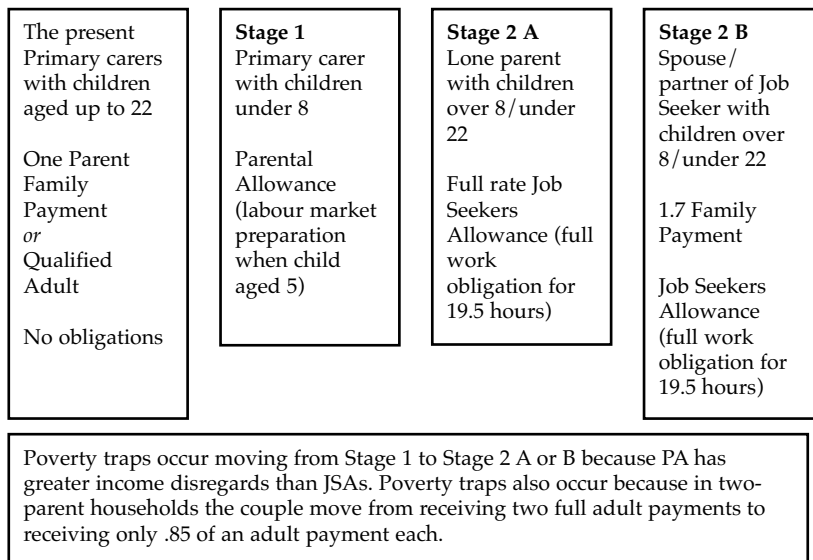 The present
Primary carers
with children
aged up to 22
One Parent
Family
Payment
or
Qualified
Adult
No obligations
Stage 1
Primary carer
with children
under 8
Parental
Allowance
(labour market
preparation
when child
aged 5)
Stage 2 A
Lone parent
with children
over 8/under
22
Full rate Job
Seekers
Allowance (full
work
obligation for
19.5 hours)
Stage 2 B
Spouse/
partner of Job
Seeker with
children over
8/under 22
1.7 Family
Payment
Job Seekers
Allowance
(full work
obligation for
19.5 hours)
Poverty traps occur moving from Stage 1 to Stage 2 A or B because PA has
greater income disregards than JSAs. Poverty traps also occur because in two-
parent households the couple move from receiving two full adult payments to
receiving only .85 of an adult payment each.